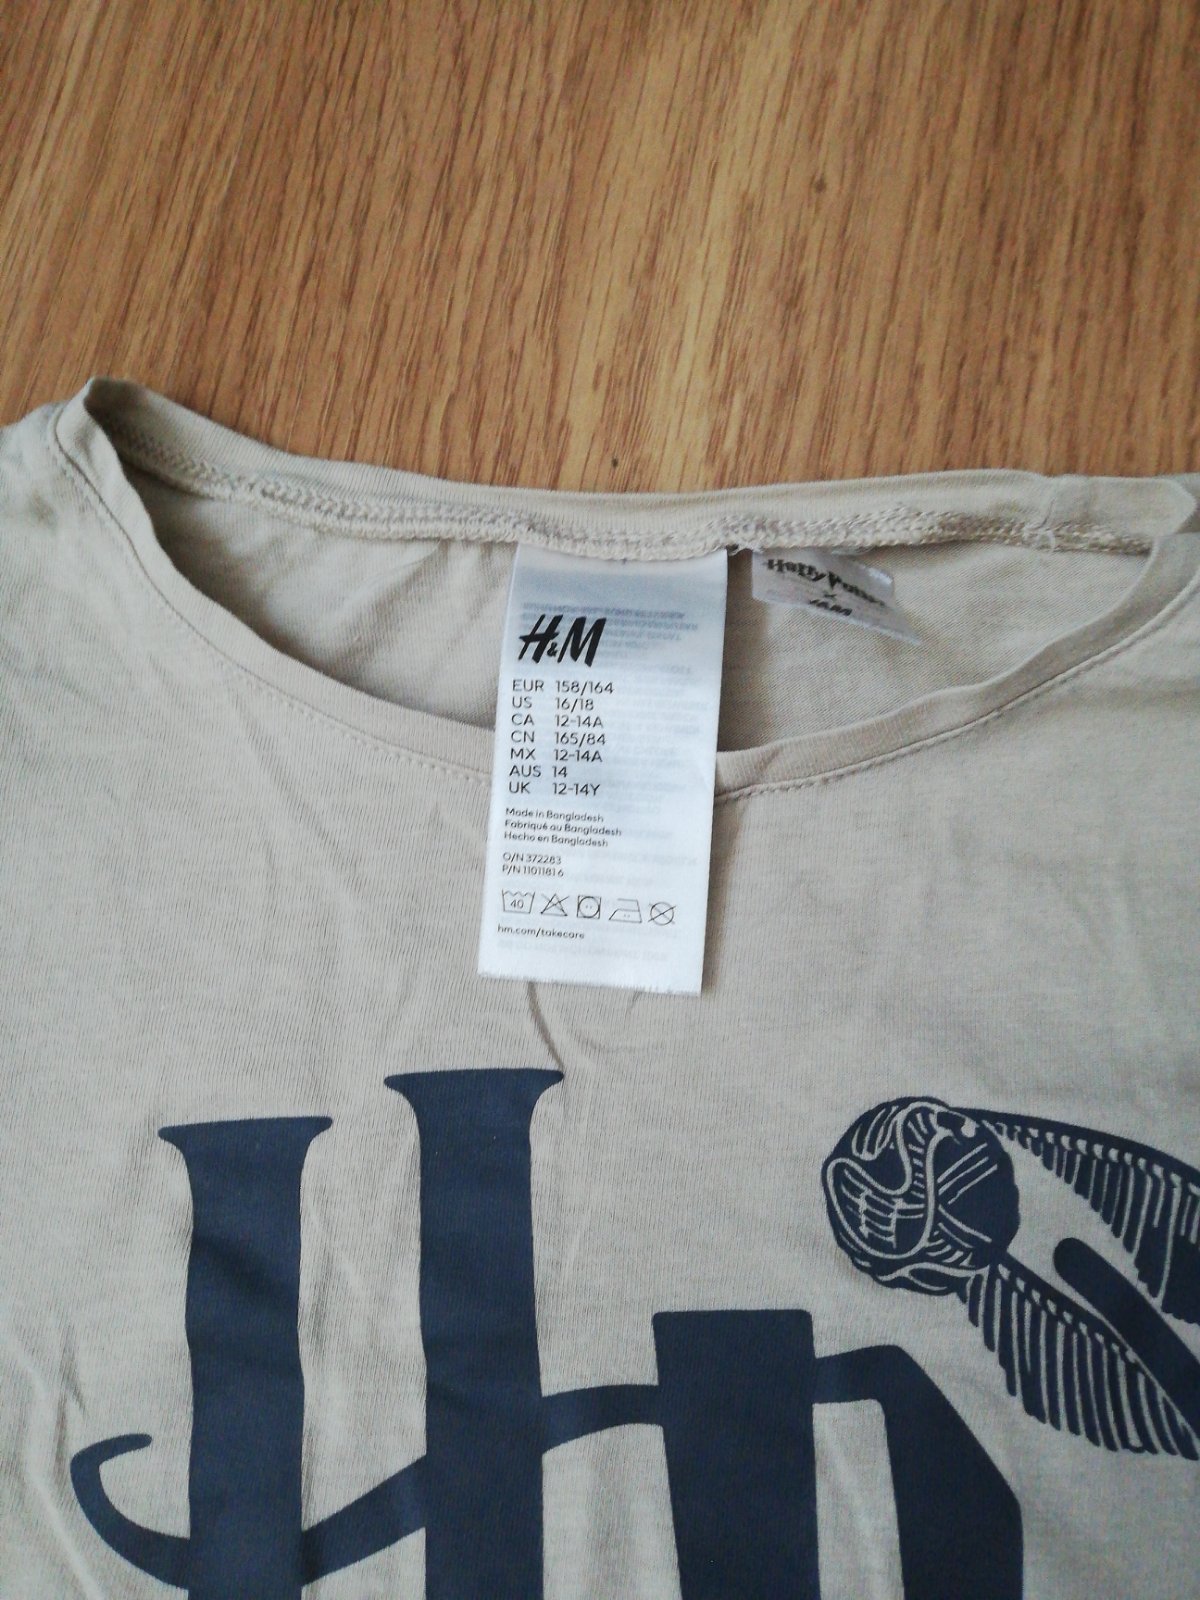 H&M
EUR 158/164
US 16/18
CA 12-14A
CN 165/84
MX 12-14A
AUS 14
UK 12-14Y
Made in Bangladesh
Fabriqué au Bangladesh
Hecho en Bangladesh
O/N 372283
P/N 11011816
40
hm.com/takecare
Harry Potter
x
H&M